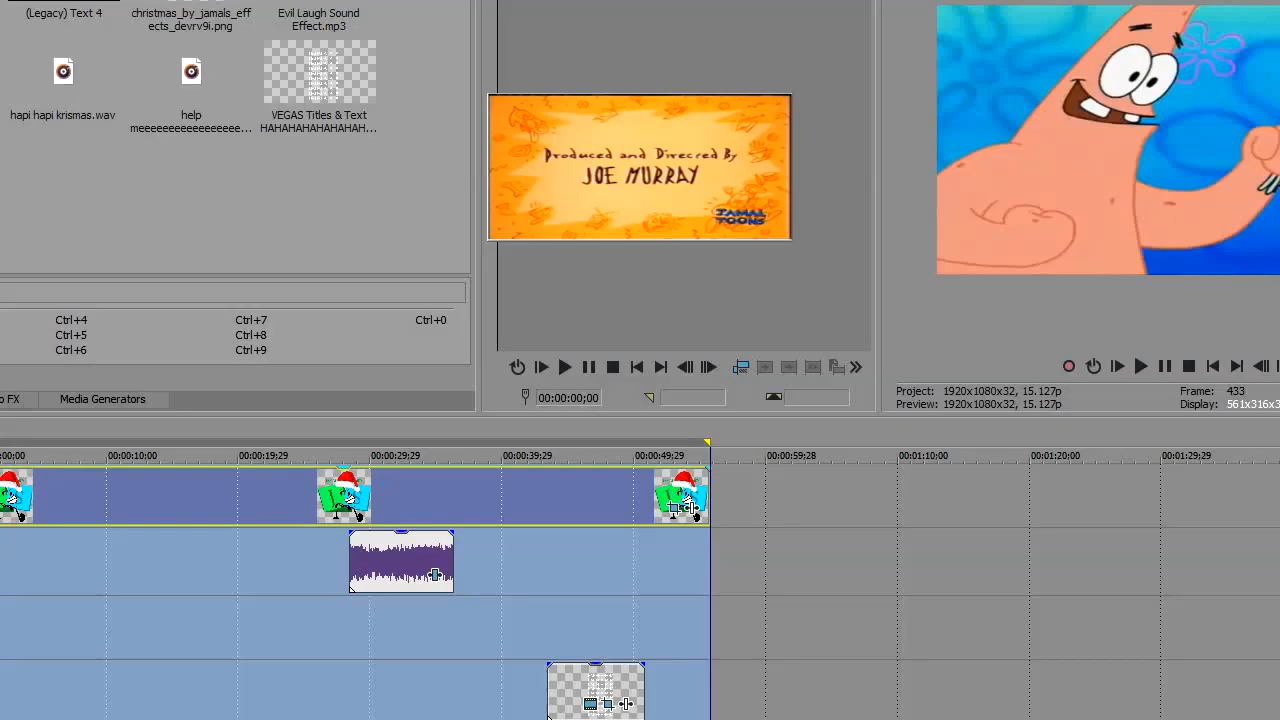 (Legacy) Text 4
christmas_by_jamals_eff
ects_devrv9i.png
Evil Laugh Sound
Effect.mp3
hapi hapi krismas.wav
help
meeeeeeeeeeeeeeee...
VEGAS Titles & Text
HAHAHAHAHAHAHAH...
Produced and Directed By
JOE MURRAY
JAMAL
TOONS
Ctrl+4 Ctrl+7 Ctrl+0
Ctrl+5 Ctrl+8
Ctrl+6 Ctrl+9
o FX Media Generators
00:00:00;00
Project: 1920x1080x32, 15.127p
Preview: 1920x1080x32, 15.127p
Frame: 433
Display: 561x316x3
00:00 00:00:10;00 00:00:19;29 00:00:29;29 00:00:39;29 00:00:49;29 00:00:59;28 00:01:10;00 00:01:20;00 00:01:29;29